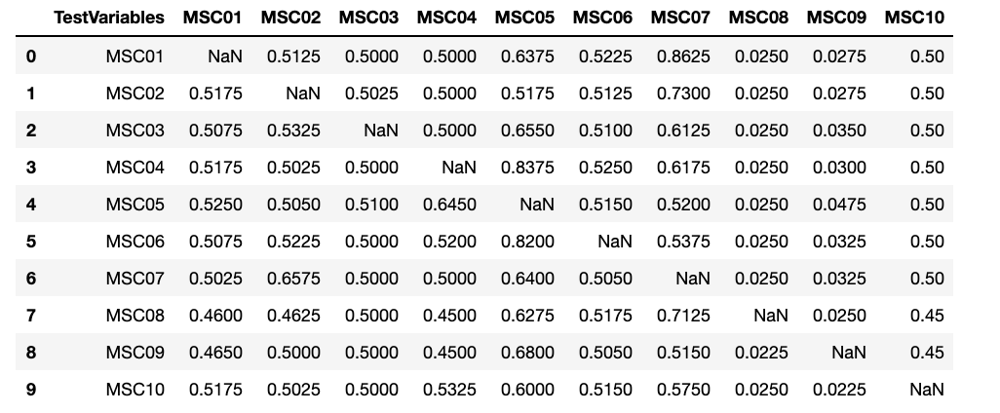 TestVariables MSC01 MSC02 MSC03 MSC04 MSC05 MSC06 MSC07 MSC08 MSC09 MSC10
0 MSC01 NaN 0.5125 0.5000 0.5000 0.6375 0.5225 0.8625 0.0250 0.0275 0.50
1 MSC02 0.5175 NaN 0.5025 0.5000 0.5175 0.5125 0.7300 0.0250 0.0275 0.50
2 MSC03 0.5075 0.5325 NaN 0.5000 0.6550 0.5100 0.6125 0.0250 0.0350 0.50
3 MSC04 0.5175 0.5025 0.5000 NaN 0.8375 0.5250 0.6175 0.0250 0.0300 0.50
4 MSC05 0.5250 0.5050 0.5100 0.6450 NaN 0.5150 0.5200 0.0250 0.0475 0.50
5 MSC06 0.5075 0.5225 0.5000 0.5200 0.8200 NaN 0.5375 0.0250 0.0325 0.50
6 MSC07 0.5025 0.6575 0.5000 0.5000 0.6400 0.5050 NaN 0.0250 0.0325 0.50
7 MSC08 0.4600 0.4625 0.5000 0.4500 0.6275 0.5175 0.7125 NaN 0.0250 0.45
8 MSC09 0.4650 0.5000 0.5000 0.4500 0.6800 0.5050 0.5150 0.0225 NaN 0.45
9 MSC10 0.5175 0.5025 0.5000 0.5325 0.6000 0.5150 0.5750 0.0250 0.0225 NaN